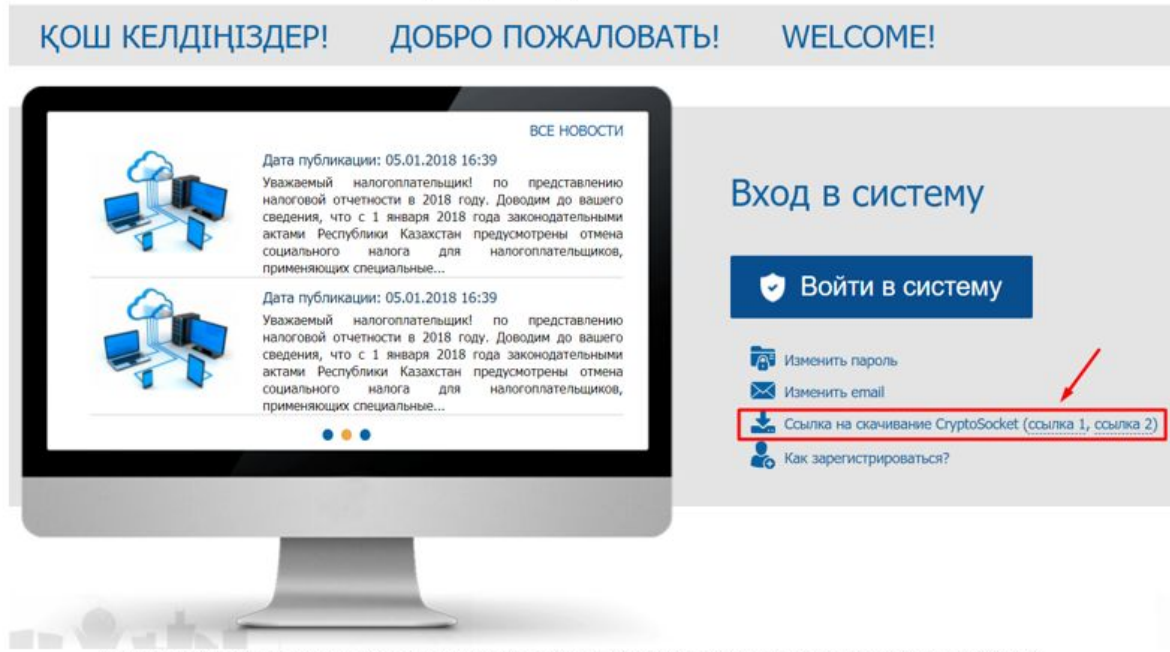 ҚОШ КЕЛДІҢІЗДЕР! ДОБРО ПОЖАЛОВАТЬ! WELCOME!
ВСЕ НОВОСТИ
Дата публикации: 05.01.2018 16:39
Уважаемый налогоплательщик! по представлению
налоговой отчетности в 2018 году. Доводим до вашего
сведения, что с 1 января 2018 года законодательными
актами Республики Казахстан предусмотрены отмена
социального налога для налогоплательщиков,
применяющих специальные...
Дата публикации: 05.01.2018 16:39
Уважаемый налогоплательщик! по представлению
налоговой отчетности в 2018 году. Доводим до вашего
сведения, что с 1 января 2018 года законодательными
актами Республики Казахстан предусмотрены отмена
социального налога для налогоплательщиков,
применяющих специальные...
Вход в систему
Войти в систему
Изменить пароль
Изменить email
Ссылка на скачивание CryptoSocket (ссылка 1, ссылка 2)
Как зарегистрироваться?